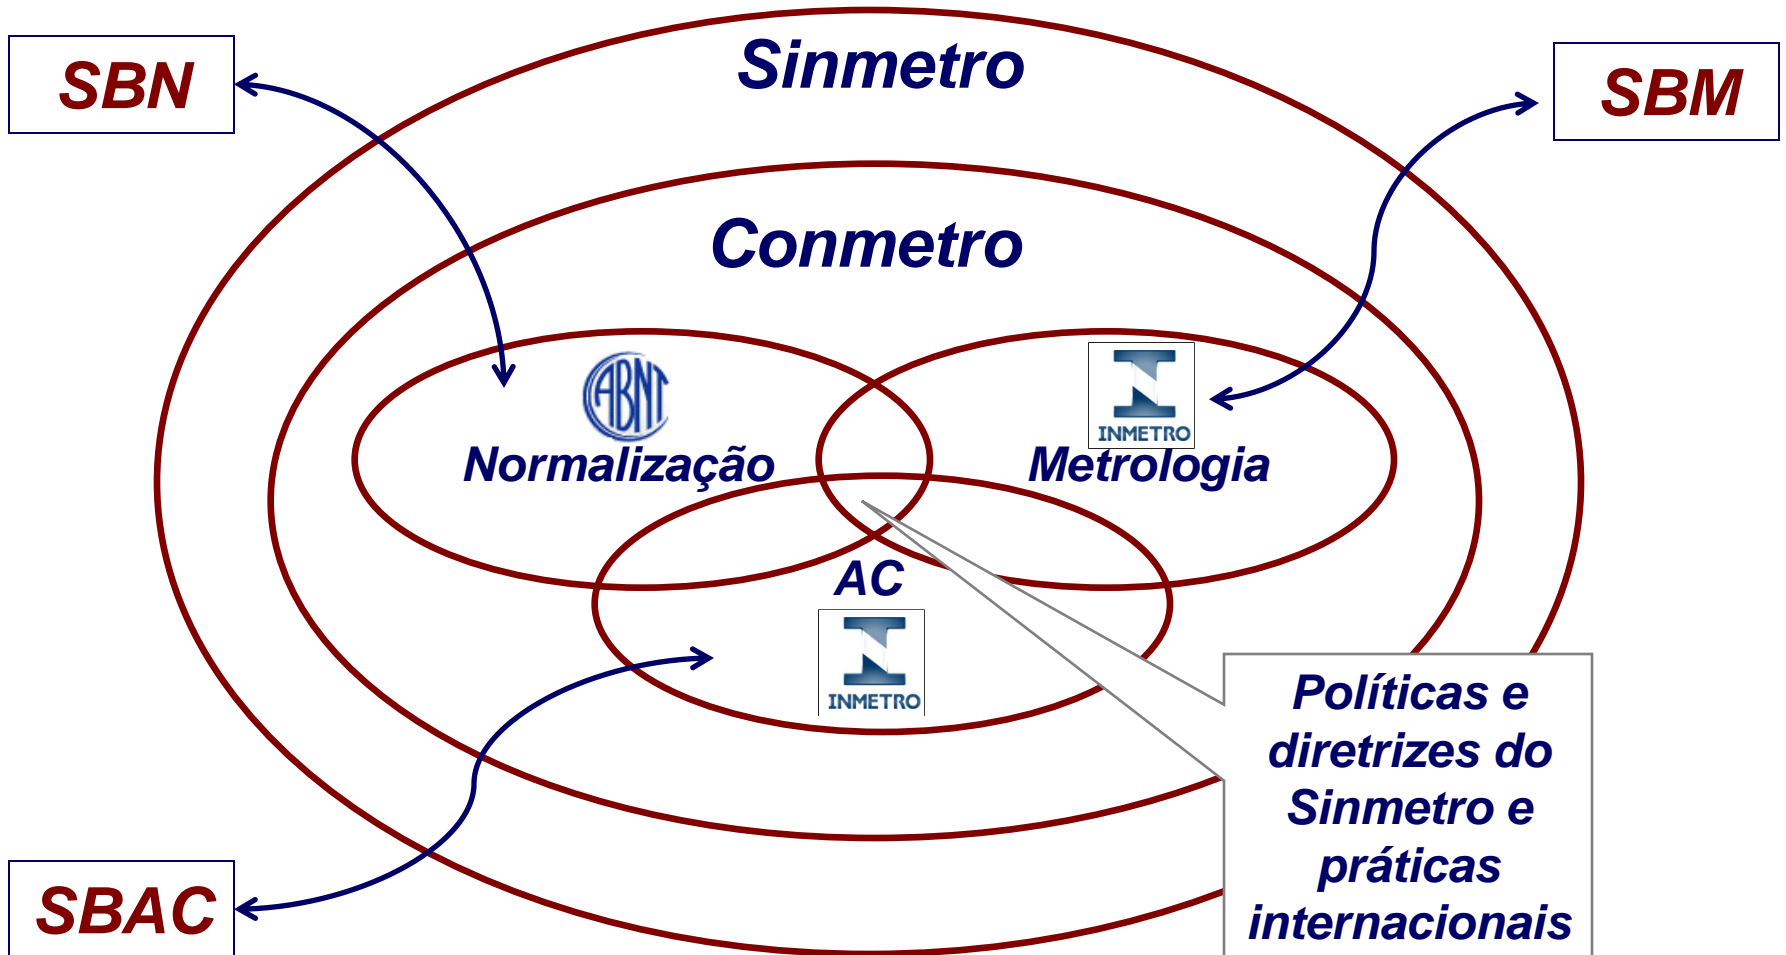 Sinmetro
SBN
SBM
Conmetro
ABNT
INMETRO
Normalização
Metrologia
AC
INMETRO
Políticas e
diretrizes do
Sinmetro e
práticas
internacionais
SBAC